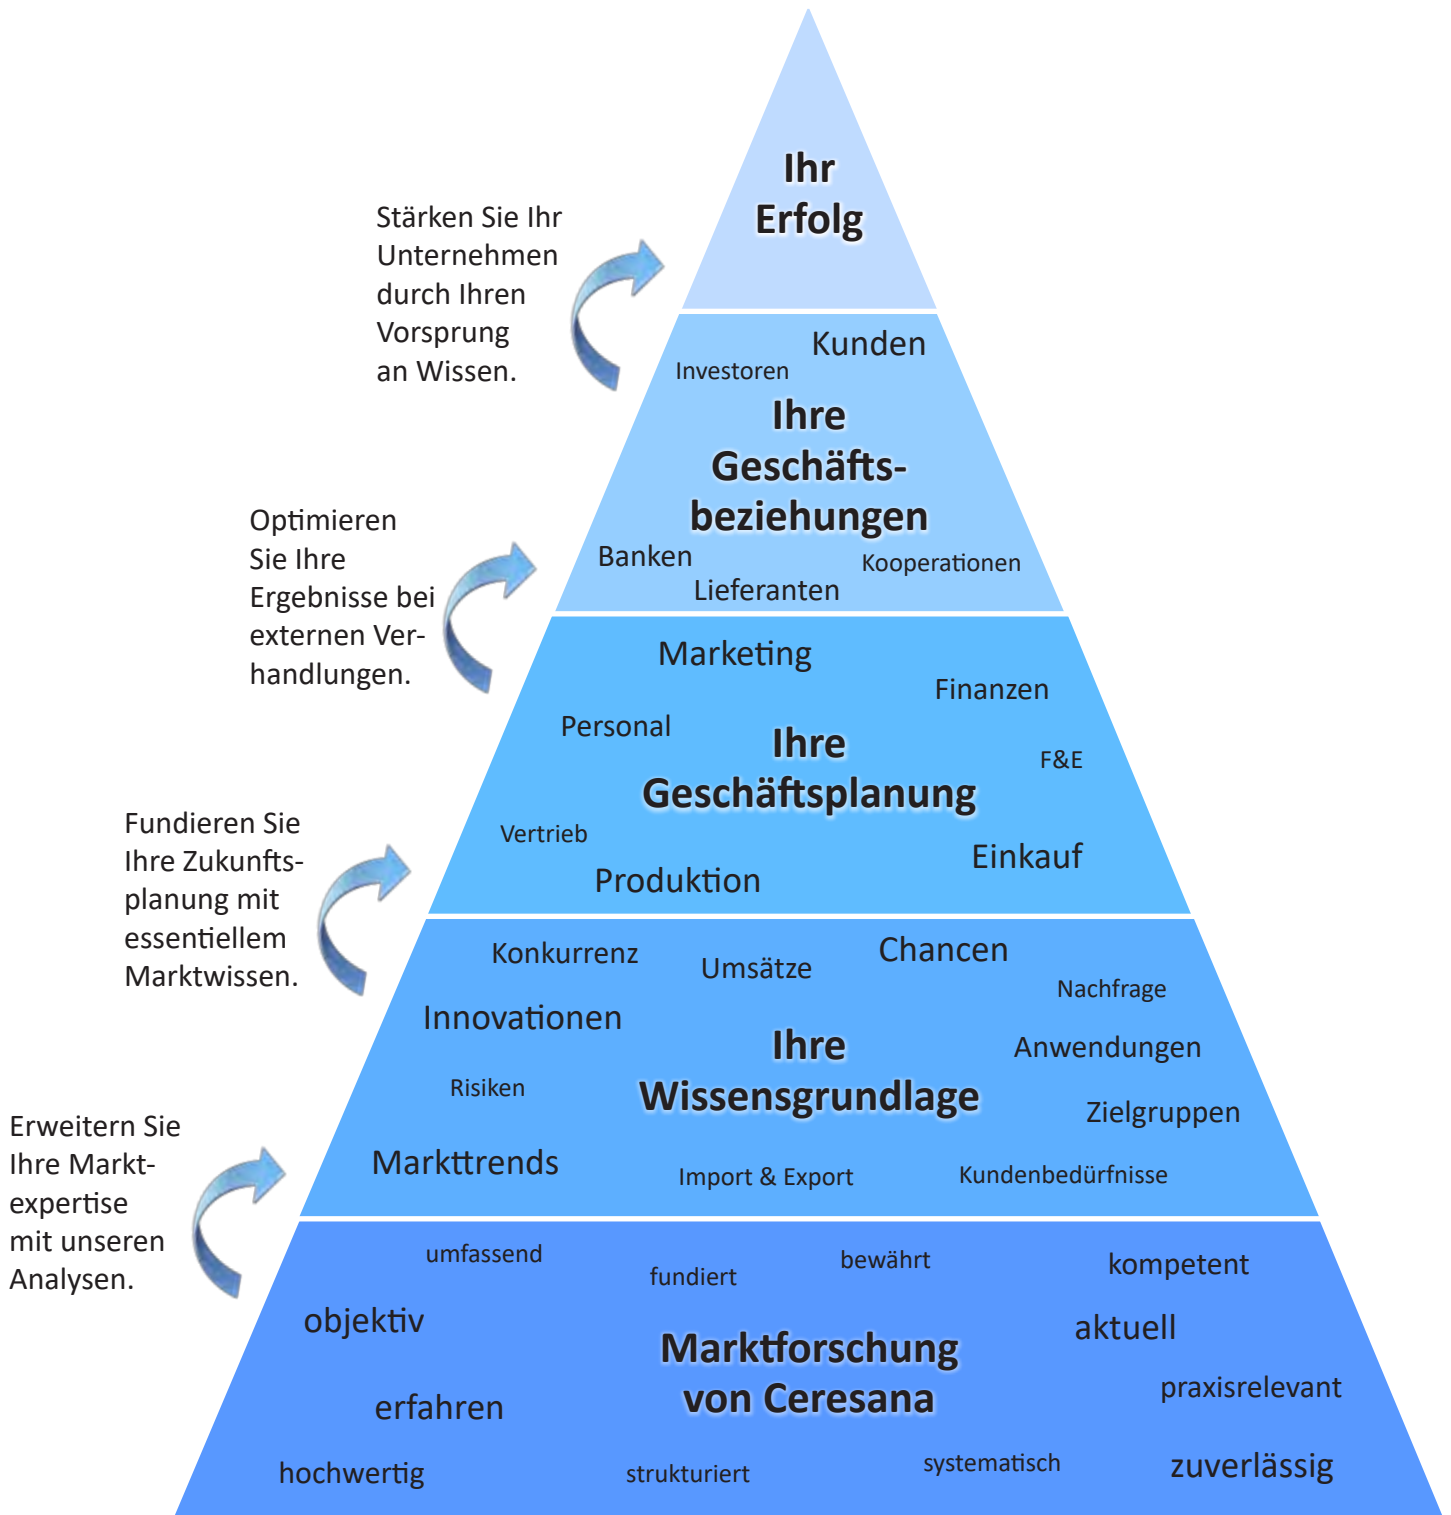 Ihr
Erfolg
Stärken Sie Ihr
Unternehmen
durch Ihren
Vorsprung
an Wissen.
Kunden
Investoren
Ihre
Geschäfts-
beziehungen
Banken
Kooperationen
Lieferanten
Optimieren
Sie Ihre
Ergebnisse bei
externen Ver-
handlungen.
Marketing
Finanzen
Personal
Ihre
Geschäftsplanung
F&E
Vertrieb
Einkauf
Produktion
Fundieren Sie
Ihre Zukunfts-
planung mit
essentiellem
Marktwissen.
Konkurrenz
Umsätze
Chancen
Nachfrage
Innovationen
Ihre
Wissensgrundlage
Anwendungen
Risiken
Zielgruppen
Markttrends
Import & Export
Kundenbedürfnisse
Erweitern Sie
Ihre Markt-
expertise
mit unseren
Analysen.
umfassend
fundiert
bewährt
kompetent
objektiv
aktuell
Marktforschung
von Ceresana
praxisrelevant
erfahren
hochwertig
strukturiert
systematisch
zuverlässig